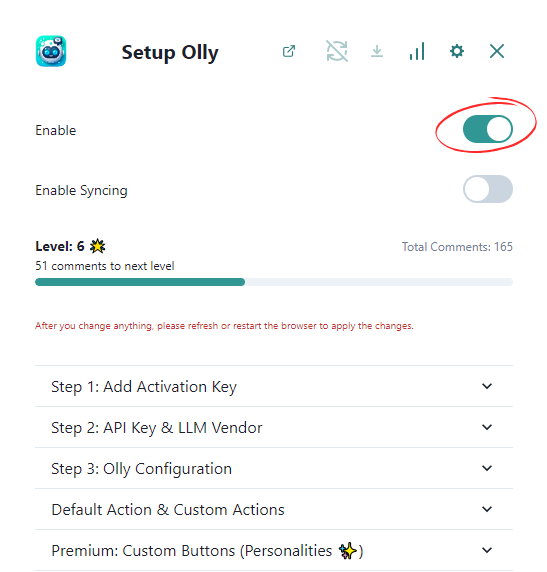 Setup Olly
Enable
Enable Syncing
Level: 6 🌟
Total Comments: 165
51 comments to next level
After you change anything, please refresh or restart the browser to apply the changes.
Step 1: Add Activation Key
Step 2: API Key & LLM Vendor
Step 3: Olly Configuration
Default Action & Custom Actions
Premium: Custom Buttons (Personalities ✨)